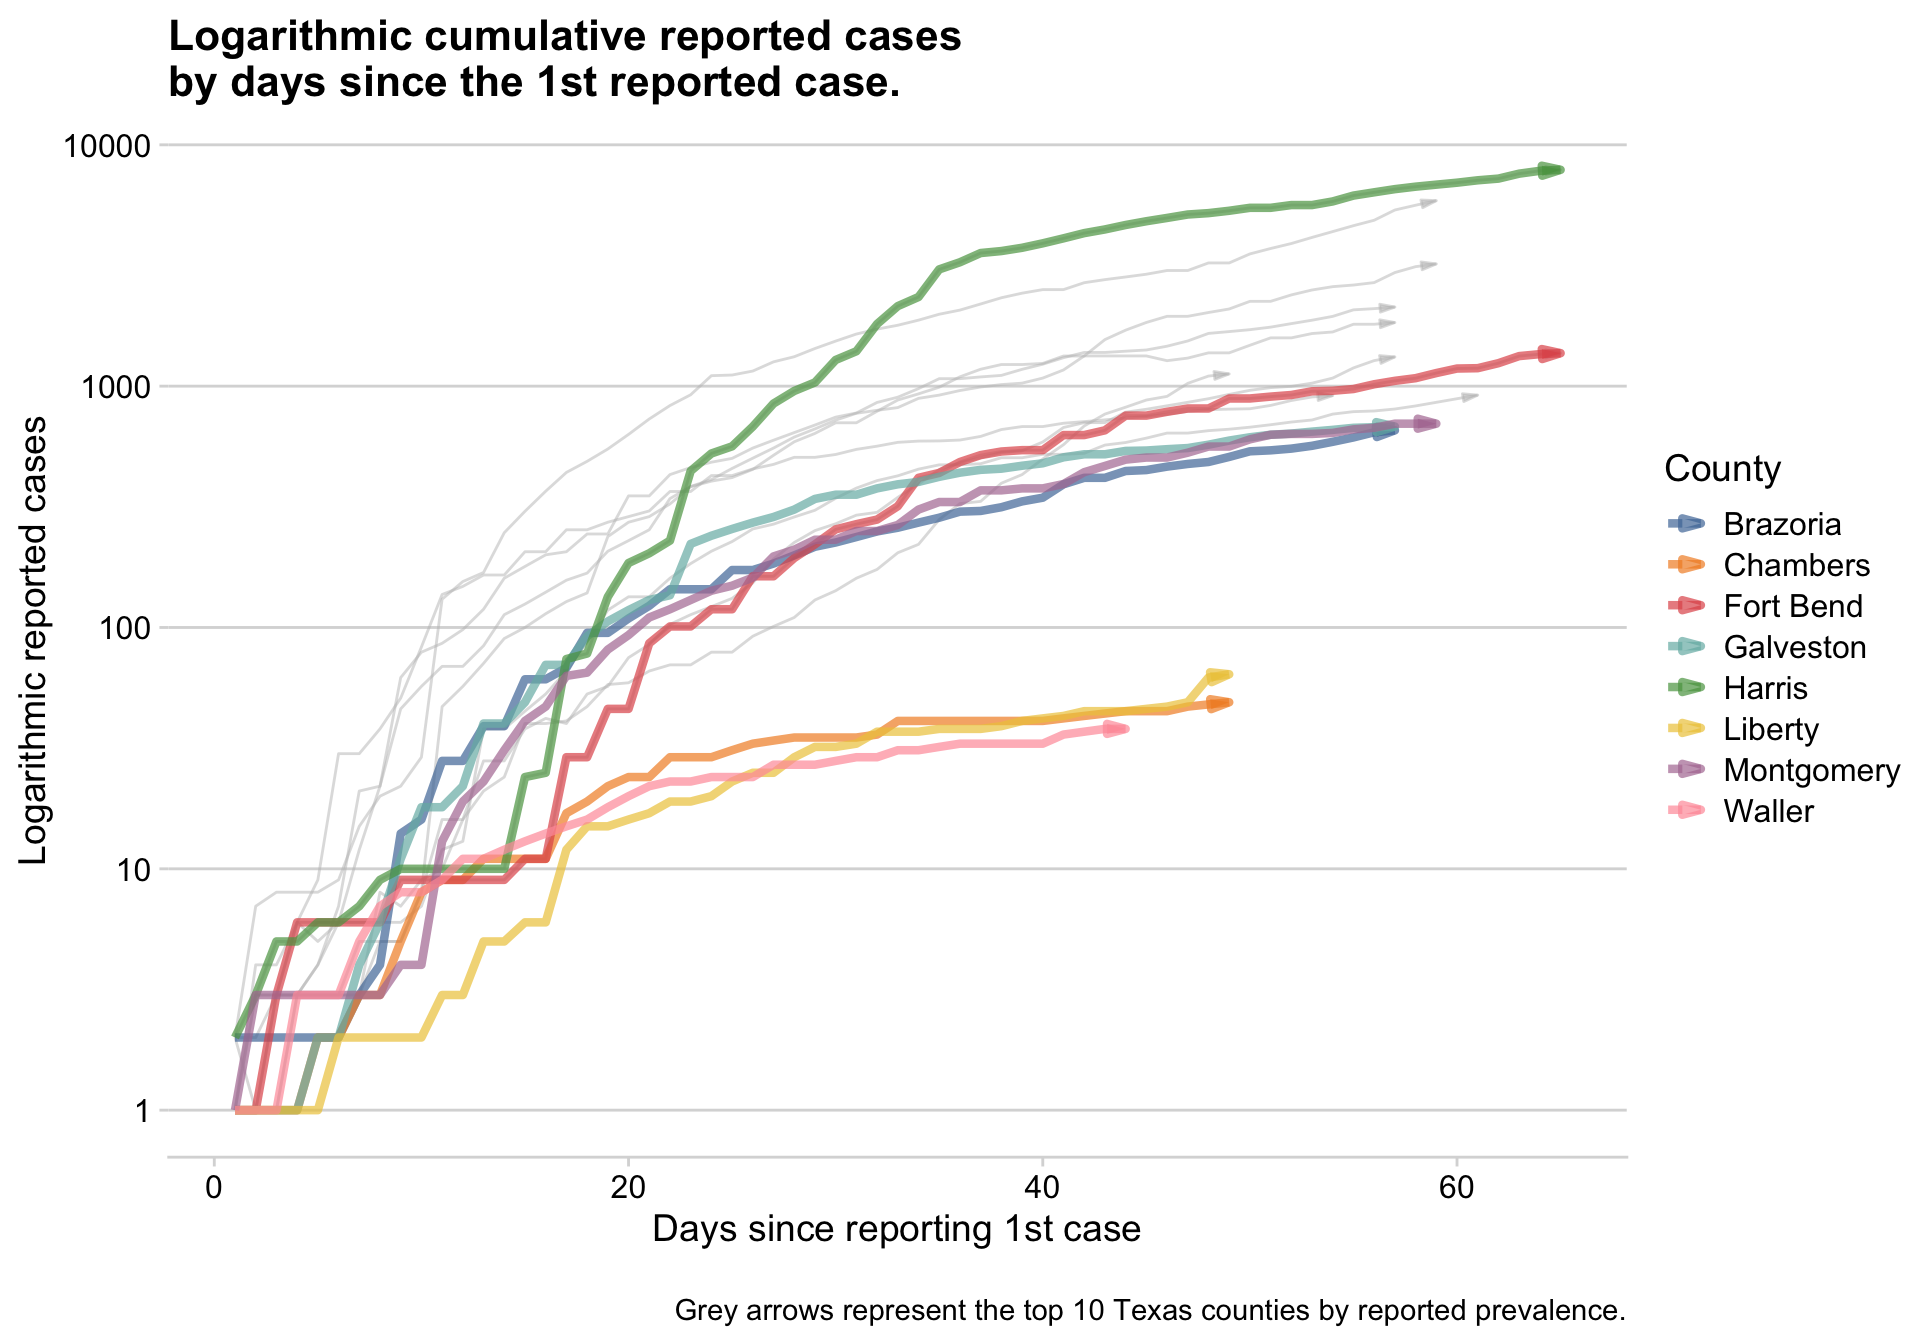 Logarithmic cumulative reported cases
by days since the 1st reported case.
10000
1000
100
10
1
Logarithmic reported cases
0
20
40
60
Days since reporting 1st case
County
Brazoria
Chambers
Fort Bend
Galveston
Harris
Liberty
Montgomery
Waller
Grey arrows represent the top 10 Texas counties by reported prevalence.